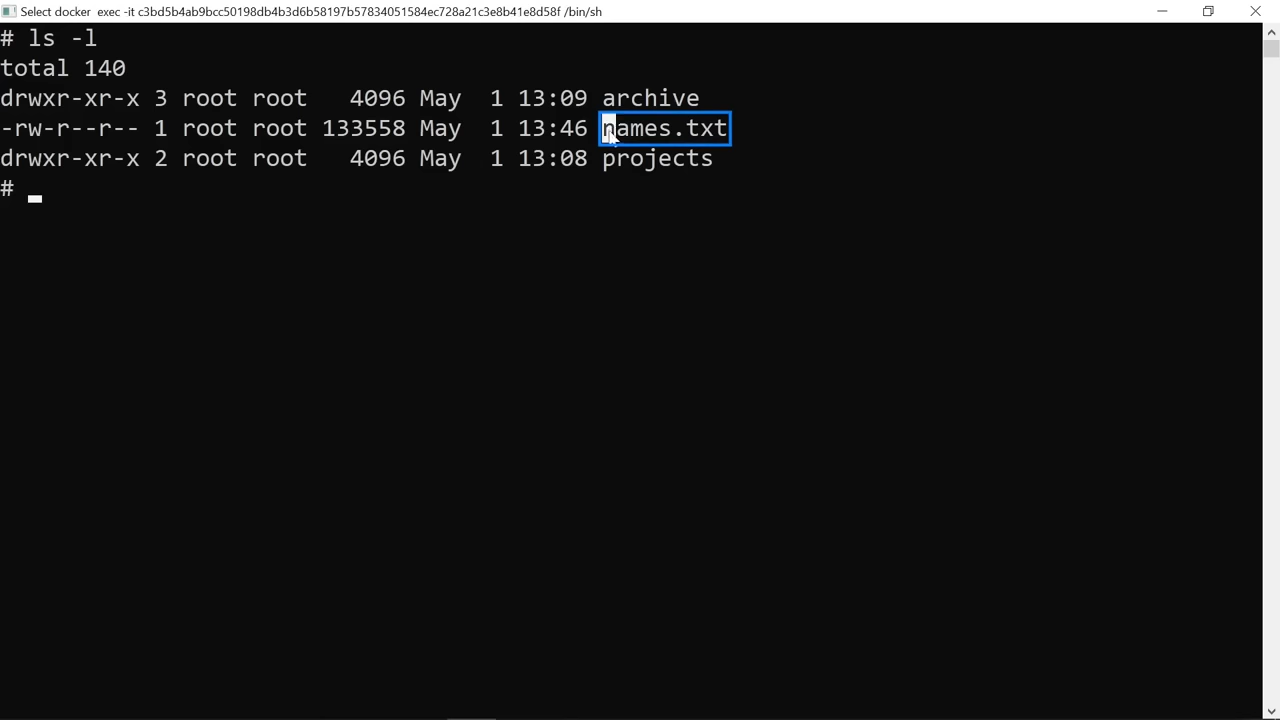 Select docker  exec -it c3bd5b4ab9bcc50198db4b3d6b58197b57834051584ec728a21c3e8b41e8d58f /bin/sh
# ls -l
total 140
drwxr-xr-x 3 root root   4096 May  1 13:09 archive
-rw-r--r-- 1 root root 133558 May  1 13:46 names.txt
drwxr-xr-x 2 root root   4096 May  1 13:08 projects
#